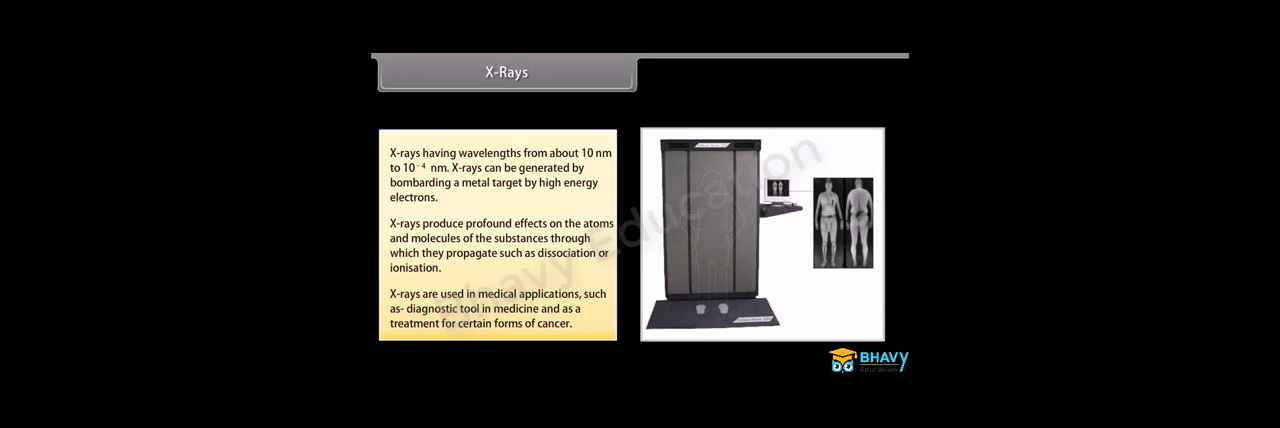 X-Rays
X-rays having wavelengths from about 10 nm
to 10⁻⁴ nm. X-rays can be generated by
bombarding a metal target by high energy
electrons.
X-rays produce profound effects on the atoms
and molecules of the substances through
which they propagate such as dissociation or
ionisation.
X-rays are used in medical applications, such
as- diagnostic tool in medicine and as a
treatment for certain forms of cancer.
Bhavy Education
BHAVY
Education